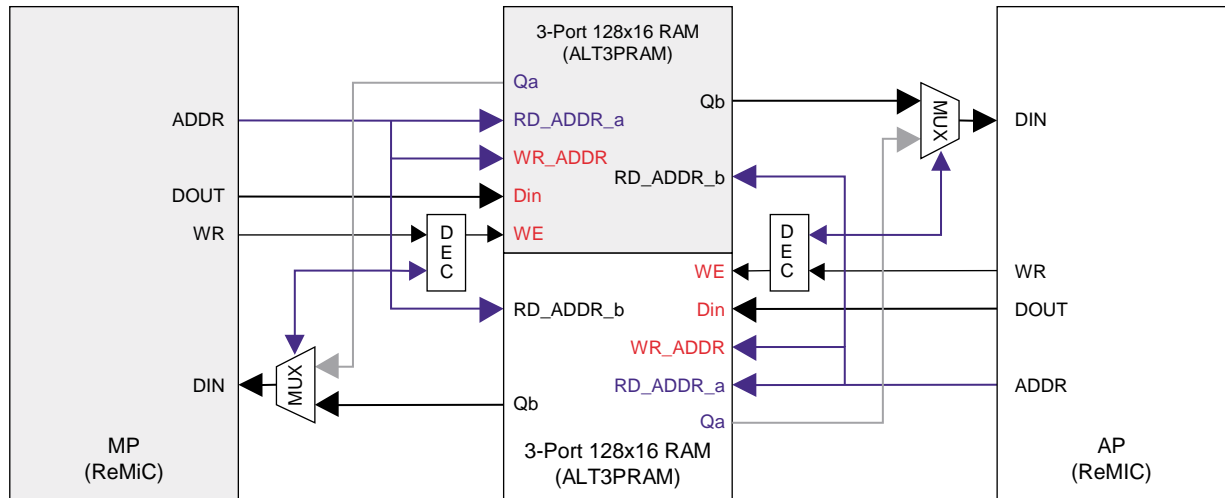 3-Port 128x16 RAM
(ALT3PRAM)
Qa
Qb
MUX
DIN
ADDR
RD_ADDR_a
WR_ADDR
RD_ADDR_b
DOUT
Din
WR
DEC
WE
DEC
WE
WR
RD_ADDR_b
Din
DOUT
WR_ADDR
DIN
MUX
RD_ADDR_a
ADDR
Qb
Qa
MP
(ReMiC)
3-Port 128x16 RAM
(ALT3PRAM)
AP
(ReMIC)